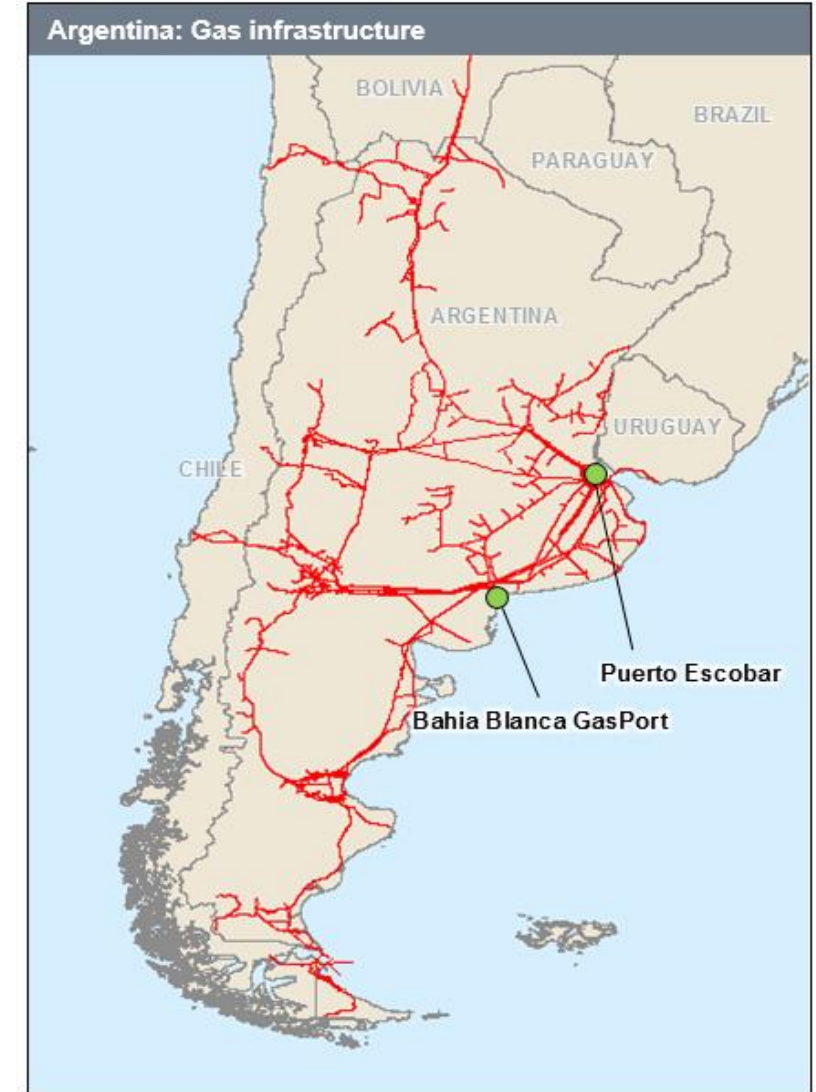 Argentina: Gas infrastructure
BOLIVIA
BRAZIL
PARAGUAY
ARGENTINA
URUGUAY
CHILE
Puerto Escobar
Bahia Blanca GasPort